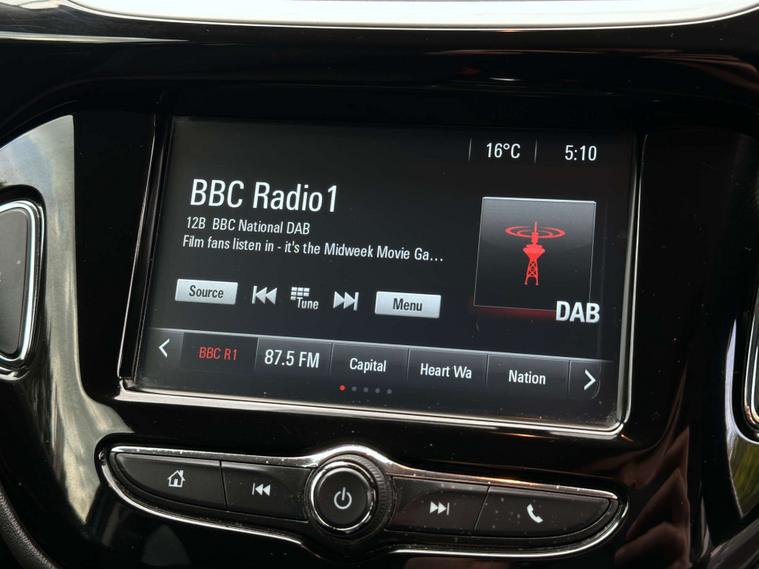 16°C 5:10
BBC Radio1
12B BBC National DAB
Film fans listen in - it's the Midweek Movie Ga...
DAB
Source Tune Menu
BBC R1 87.5 FM Capital Heart Wa Nation